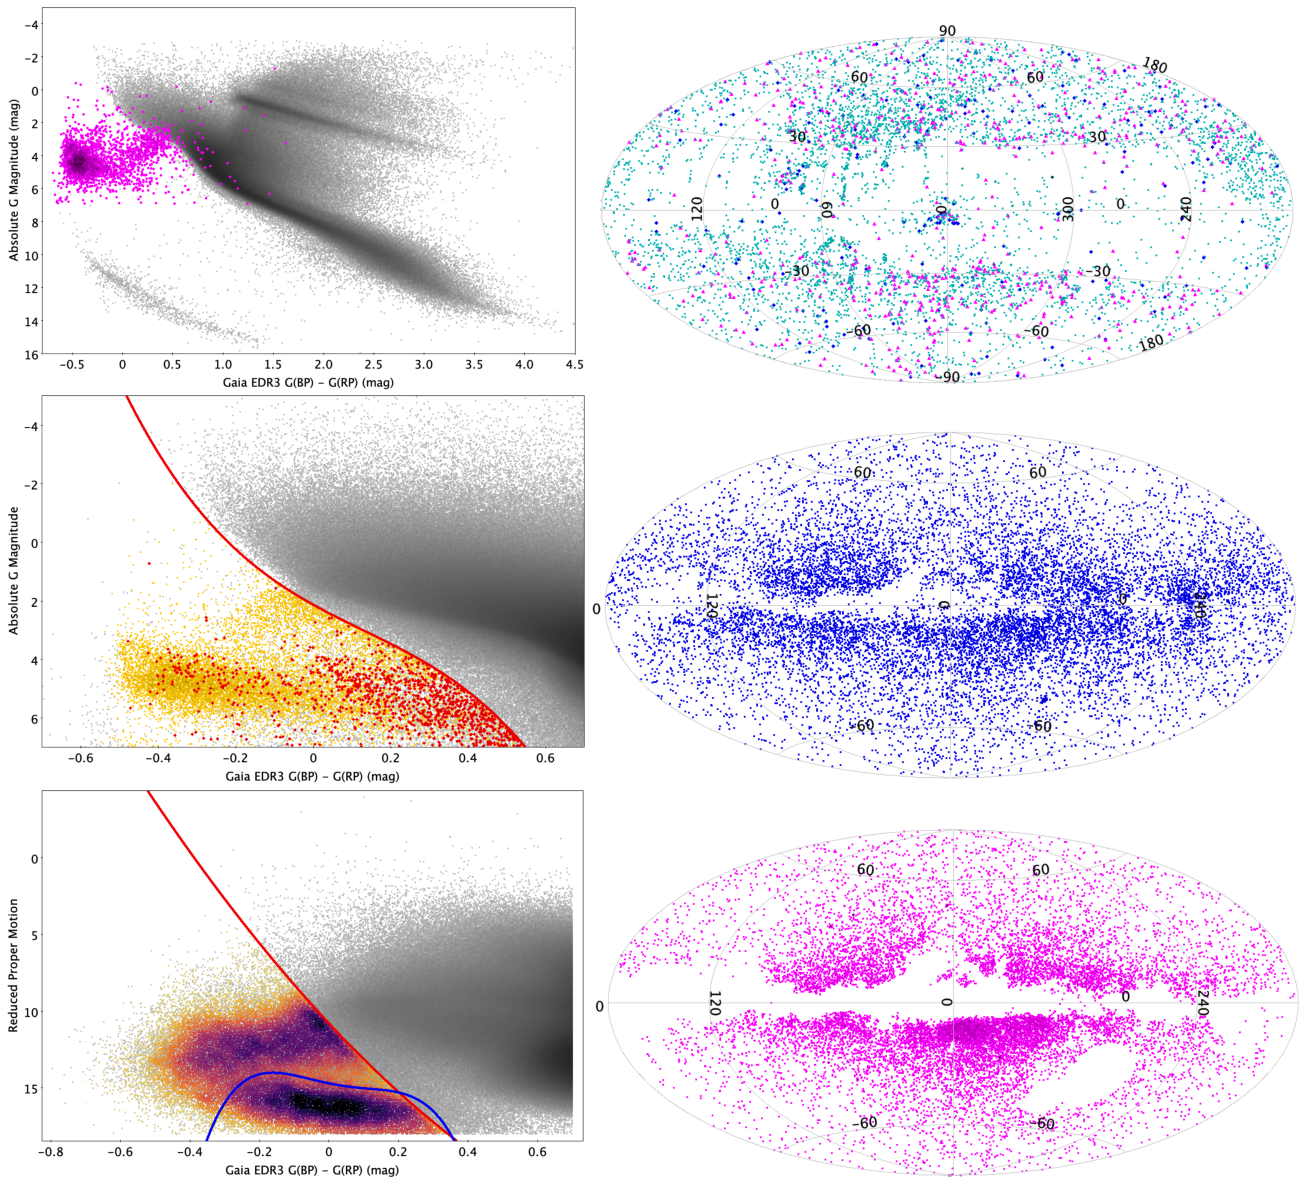 −4
−2
0
2
4
6
8
10
12
14
16
Absolute G Magnitude (mag)
−0.5 0 0.5 1.0 1.5 2.0 2.5 3.0 3.5 4.0 4.5
Gaia EDR3 G(BP) − G(RP) (mag)
90
180
60 60
30 30
120 0 60 0 300 0 240
−30 −30
−60 −60
180
−90
−4
−2
0
2
4
6
Absolute G Magnitude
−0.6 −0.4 −0.2 0 0.2 0.4 0.6
Gaia EDR3 G(BP) − G(RP) (mag)
60 60
0 120 0 0 240
−60 −60
0
5
10
15
Reduced Proper Motion
−0.8 −0.6 −0.4 −0.2 0 0.2 0.4 0.6
Gaia EDR3 G(BP) − G(RP) (mag)
60 60
0 120 0 0 240
−60 −60